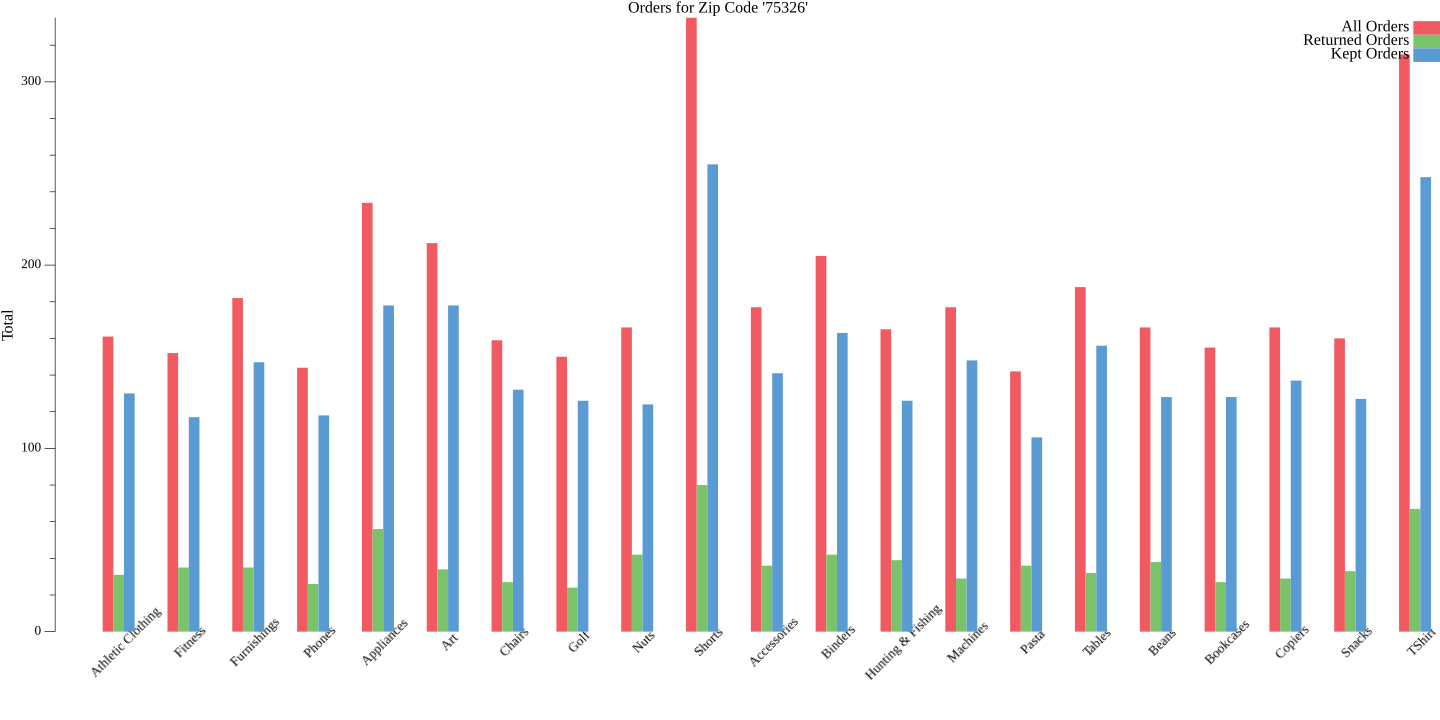 Orders for Zip Code '75326'
All Orders
Returned Orders
Kept Orders
Total
300
200
100
0
Athletic Clothing
Fitness
Furnishings
Phones
Appliances
Art
Chairs
Golf
Nuts
Shorts
Accessories
Binders
Hunting & Fishing
Machines
Pasta
Tables
Beans
Bookcases
Copiers
Snacks
TShirt